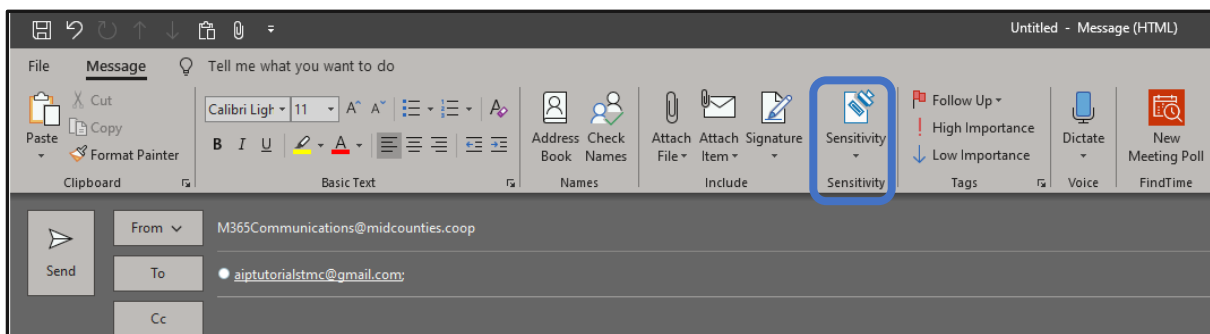 Untitled - Message (HTML)
File Message Tell me what you want to do
Paste
Cut
Copy
Format Painter
Clipboard
Calibri Ligh 11
B I U
Basic Text
Address Book
Check Names
Names
Attach File
Attach Item
Signature
Include
Sensitivity
Sensitivity
Follow Up
High Importance
Low Importance
Tags
Dictate
Voice
New
Meeting Poll
FindTime
Send
From M365Communications@midcounties.coop
To aiptutorialstmc@gmail.com;
Cc